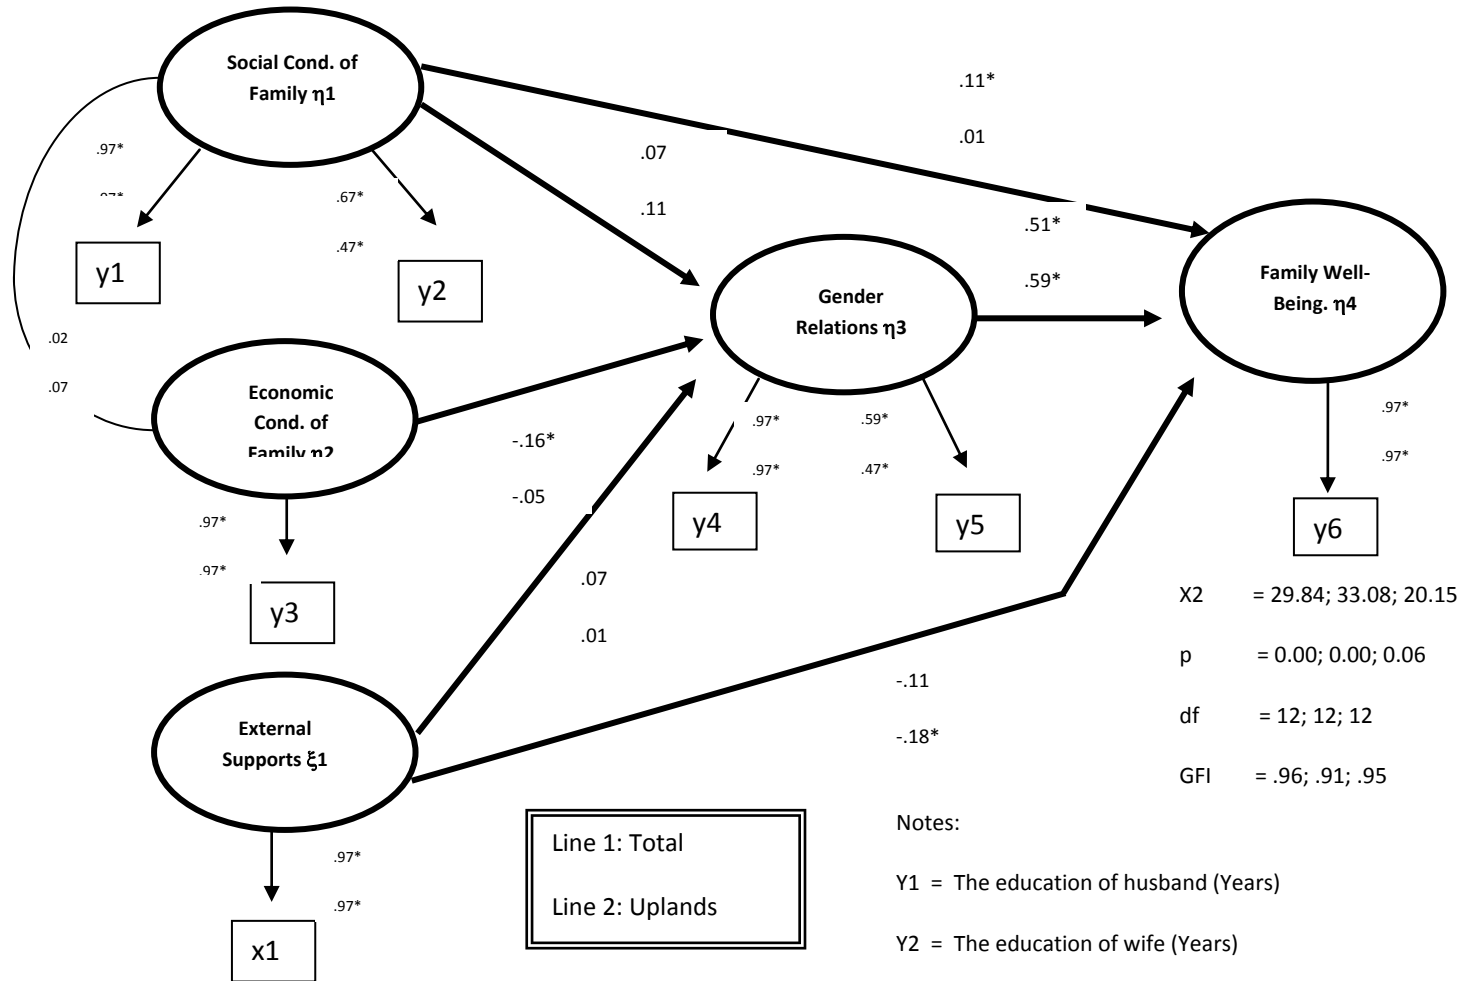 Social Cond. of
Family η1
.11*
.01
.97*
.07
.11
.67*
.47*
.51*
.59*
y1
y2
Gender
Relations η3
Family Well-
Being. η4
.02
.07
Economic
Cond. of
Family η2
-.16*
-.05
.97*
.97*
.59*
.47*
.97*
.97*
y4
y5
y6
.97*
.97*
y3
.07
.01
X2 = 29.84; 33.08; 20.15
p = 0.00; 0.00; 0.06
df = 12; 12; 12
GFI = .96; .91; .95
External
Supports ξ1
-.11
-.18*
.97*
.97*
x1
Line 1: Total
Line 2: Uplands
Notes:
Y1 = The education of husband (Years)
Y2 = The education of wife (Years)